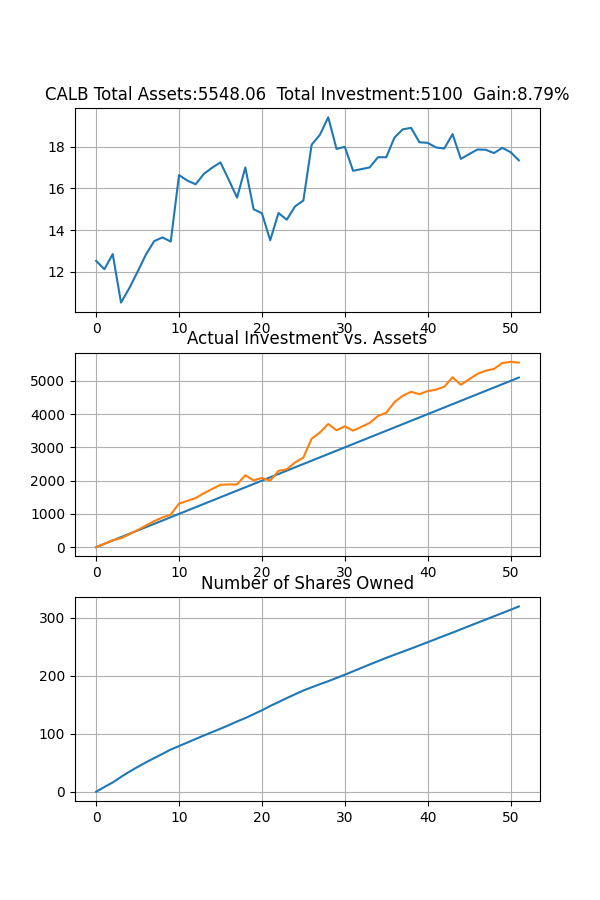 CALB Total Assets:5548.06  Total Investment:5100  Gain:8.79%
18
16
14
12
0 10 20 30 40 50
Actual Investment vs. Assets
5000
4000
3000
2000
1000
0
0 10 20 30 40 50
Number of Shares Owned
300
200
100
0
0 10 20 30 40 50